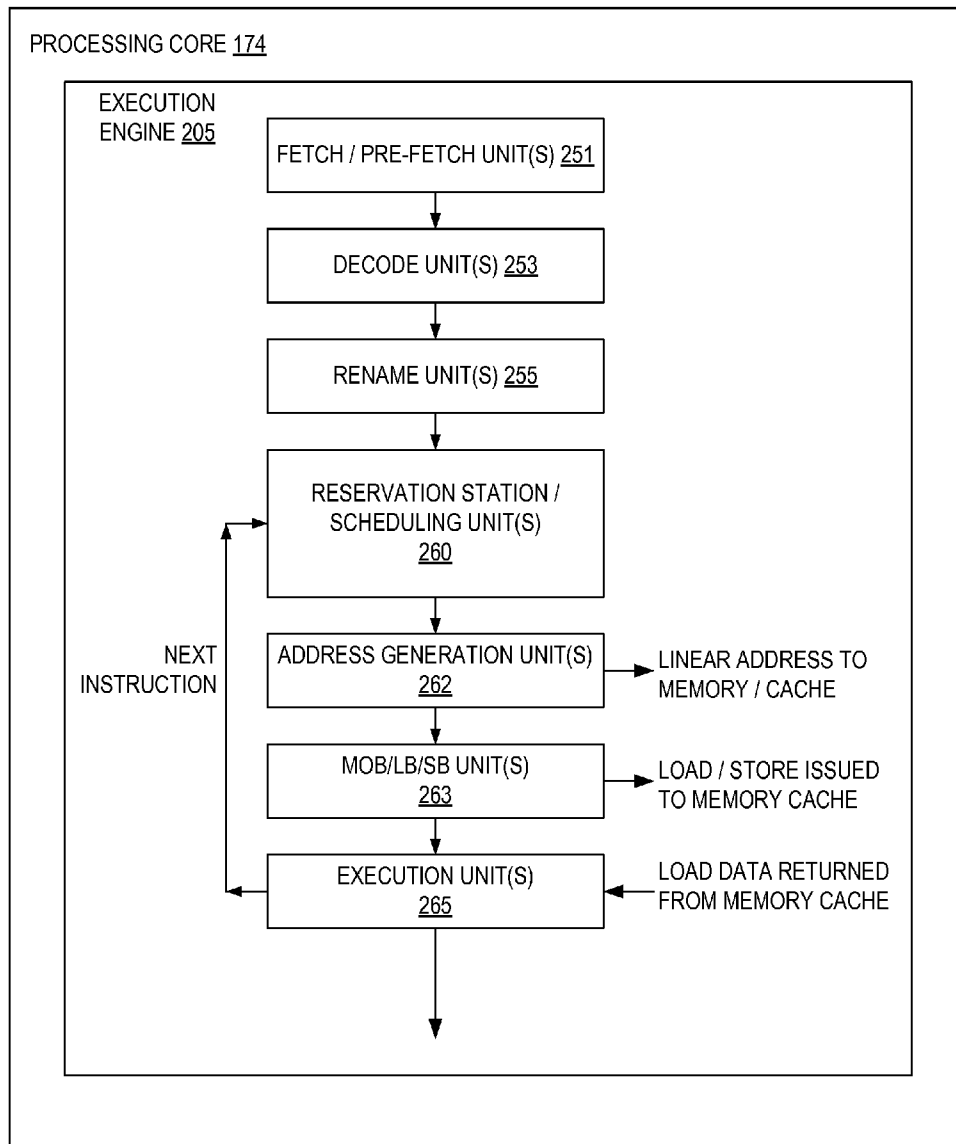 PROCESSING CORE 174
EXECUTION
ENGINE 205
FETCH / PRE-FETCH UNIT(S) 251
DECODE UNIT(S) 253
RENAME UNIT(S) 255
RESERVATION STATION /
SCHEDULING UNIT(S)
260
NEXT
INSTRUCTION
ADDRESS GENERATION UNIT(S)
262
LINEAR ADDRESS TO
MEMORY / CACHE
MOB/LB/SB UNIT(S)
263
LOAD / STORE ISSUED
TO MEMORY CACHE
EXECUTION UNIT(S)
265
LOAD DATA RETURNED
FROM MEMORY CACHE